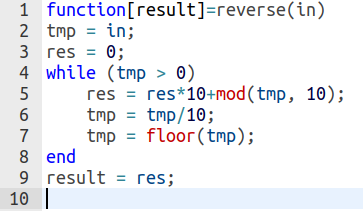 1 function[result]=reverse(in)
2 tmp = in;
3 res = 0;
4 while (tmp > 0)
5     res = res*10+mod(tmp, 10);
6     tmp = tmp/10;
7     tmp = floor(tmp);
8 end
9 result = res;
10